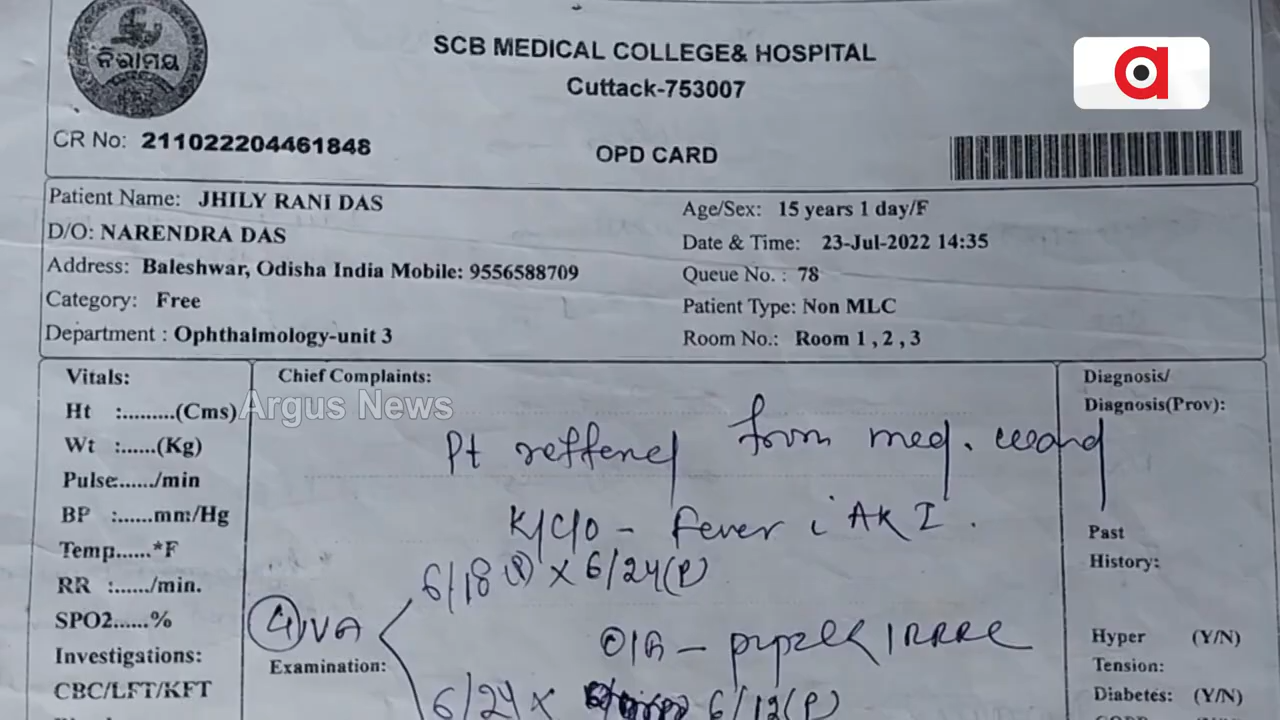 ନିରାମୟ
SCB MEDICAL COLLEGE& HOSPITAL
Cuttack-753007
a
CR No: 211022204461848
OPD CARD
Patient Name: JHILY RANI DAS
D/O: NARENDRA DAS
Address: Baleshwar, Odisha India Mobile: 9556588709
Category: Free
Department : Ophthalmology-unit 3
Age/Sex: 15 years 1 day/F
Date & Time: 23-Jul-2022 14:35
Queue No. : 78
Patient Type: Non MLC
Room No.: Room 1 , 2 , 3
Vitals:
Ht :.........(Cms)
Wt :......(Kg)
Pulse....../min
BP :......mm/Hg
Temp......*F
RR :....../min.
SPO2......%
Investigations:
CBC/LFT/KFT
Chief Complaints:
Argus News
Pt reffered from med. ward
K/C/O - Fever c AKI.
6/18 (P) x 6/24(P)
VA
O/A -
Examination:
6/24 x 6/12(P)
Diagnosis/
Diagnosis(Prov):
Past
History:
Hyper (Y/N)
Tension:
Diabetes: (Y/N)